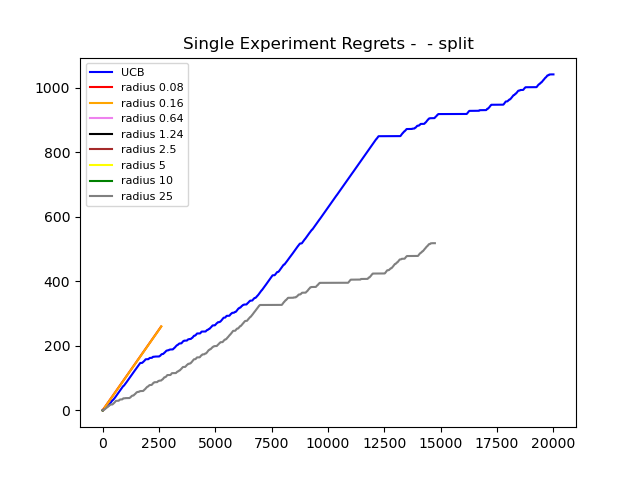 Single Experiment Regrets -  - split
UCB
radius 0.08
radius 0.16
radius 0.64
radius 1.24
radius 2.5
radius 5
radius 10
radius 25
1000
800
600
400
200
0
0 2500 5000 7500 10000 12500 15000 17500 20000